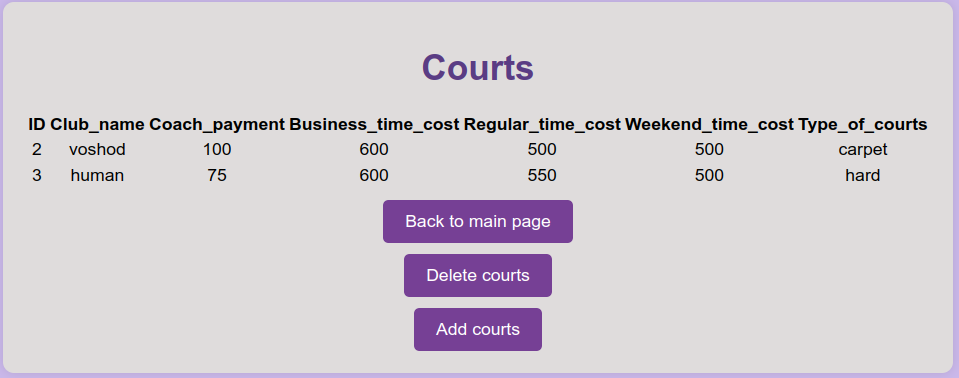 Courts
ID Club_name Coach_payment Business_time_cost Regular_time_cost Weekend_time_cost Type_of_courts
2 voshod 100 600 500 500 carpet
3 human 75 600 550 500 hard
Back to main page
Delete courts
Add courts